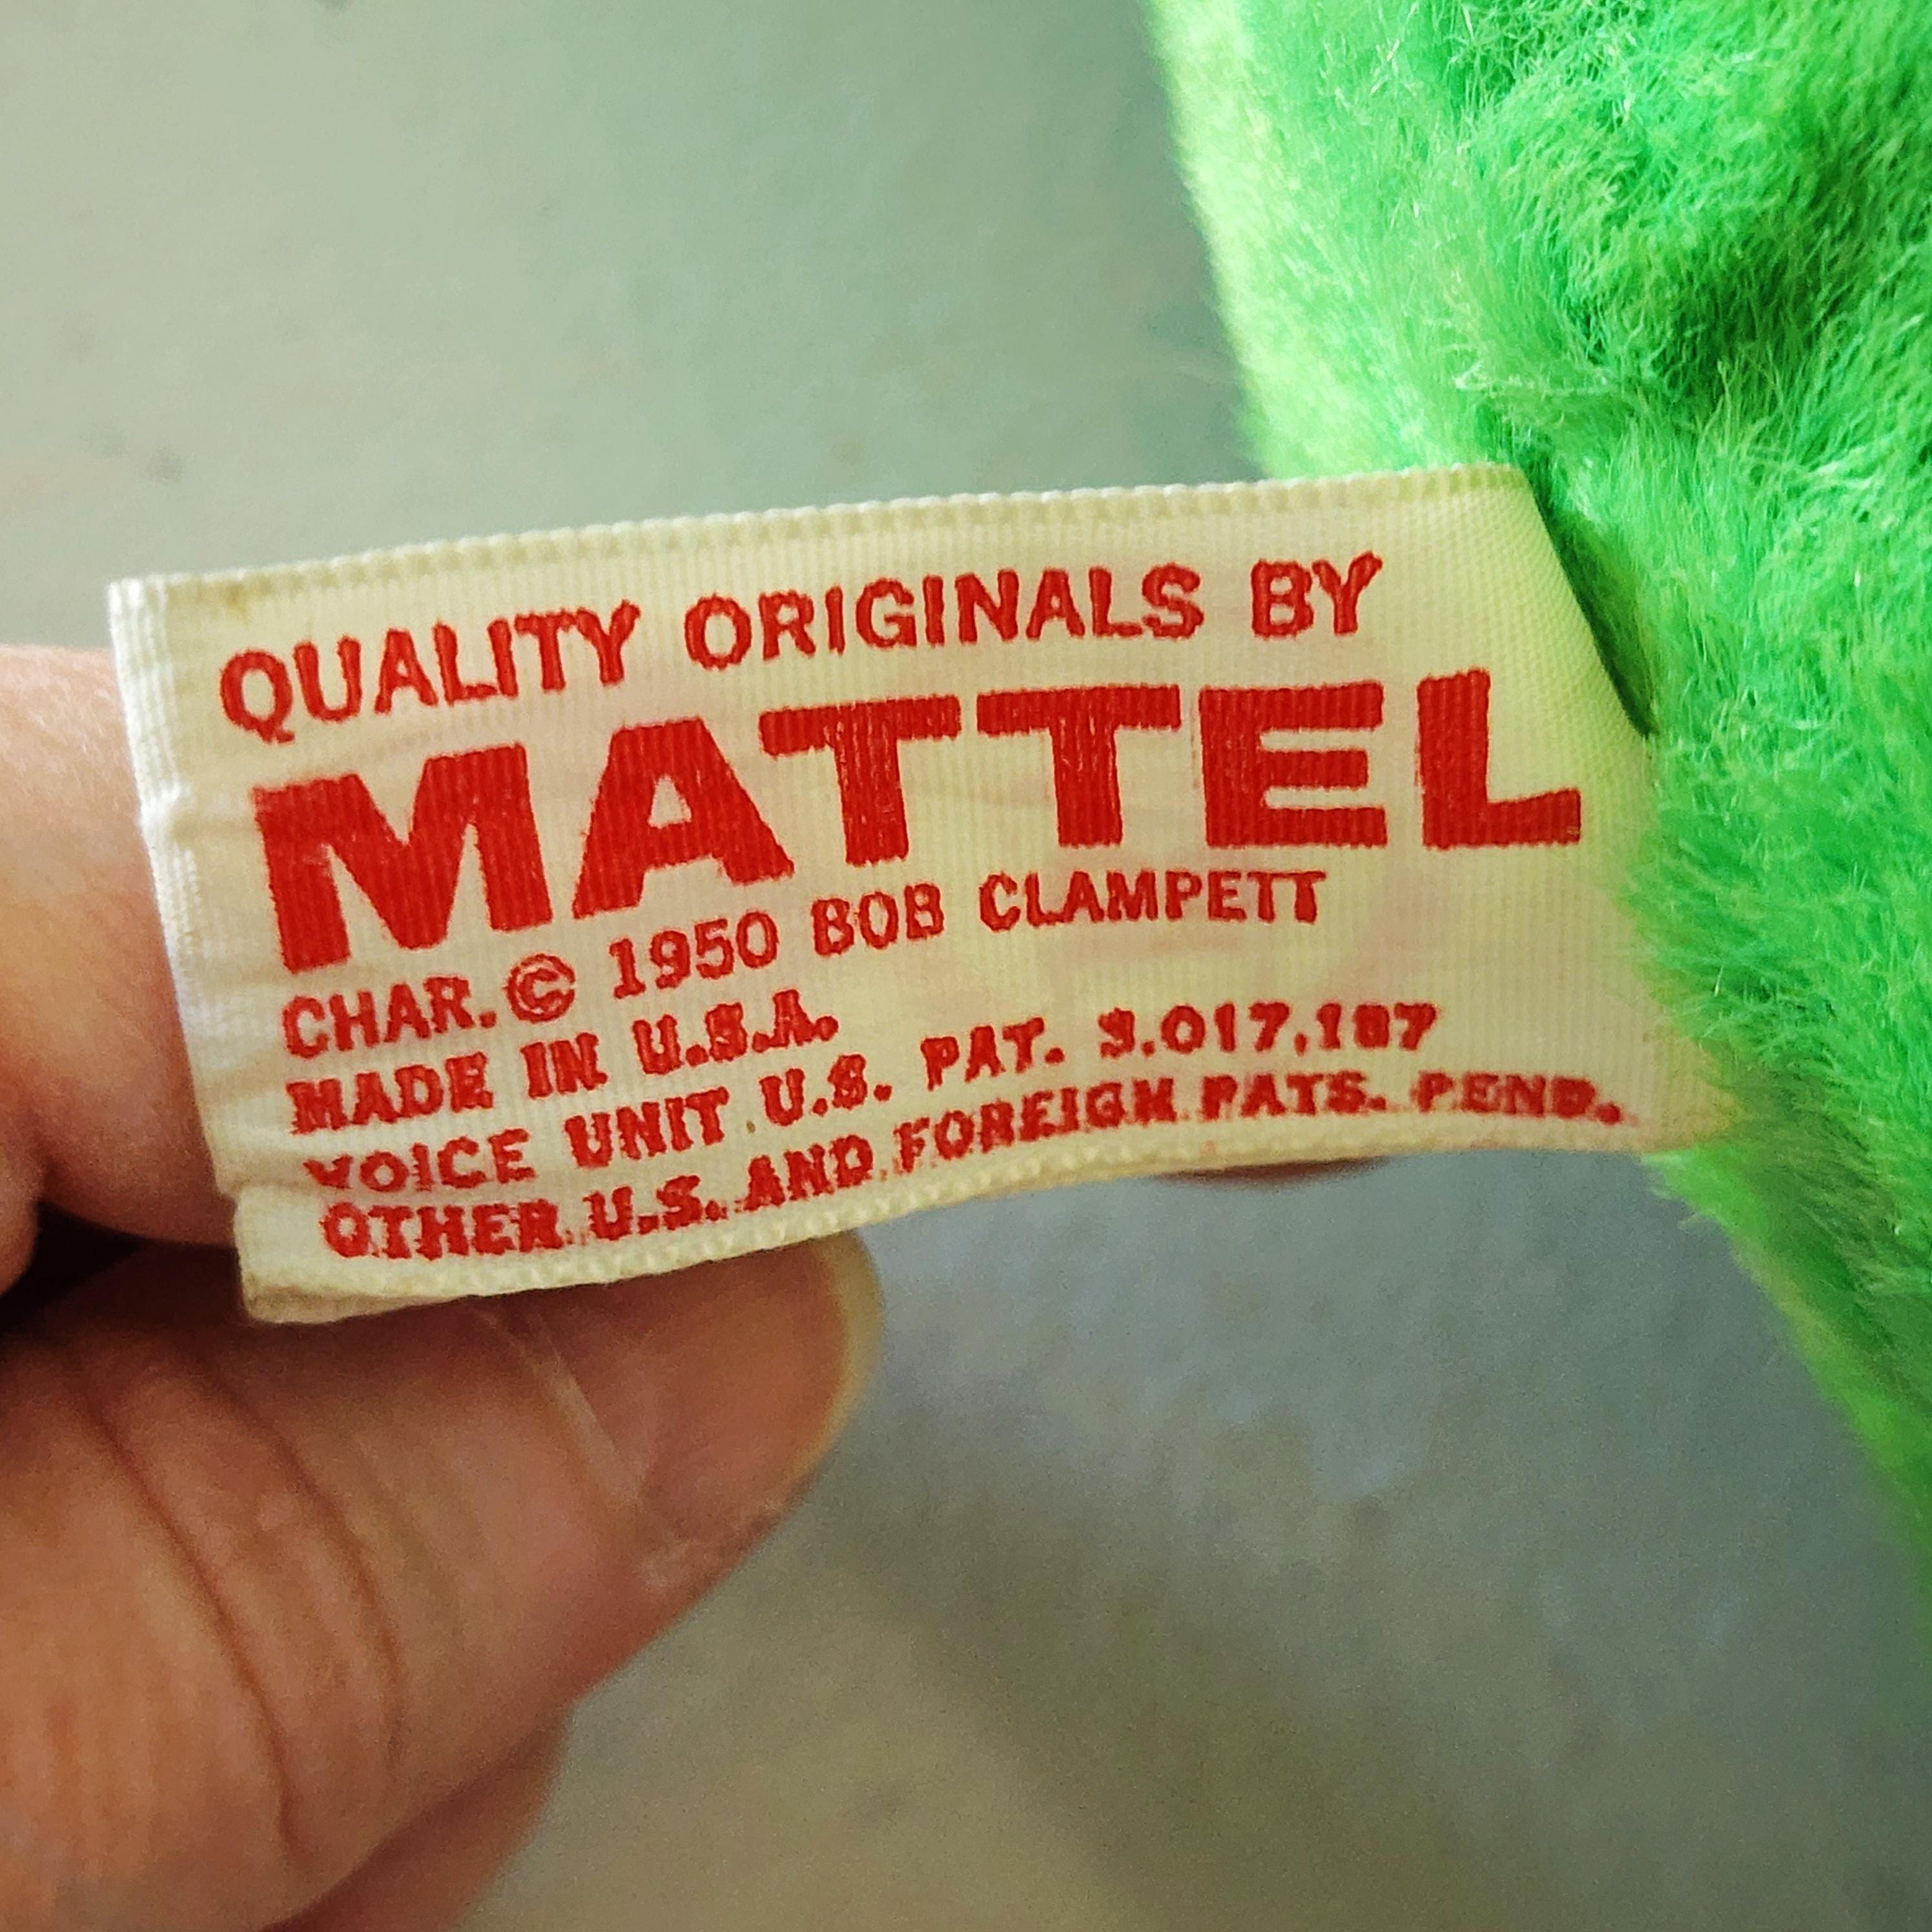 QUALITY ORIGINALS BY
MATTEL
CHAR. © 1950 BOB CLAMPETT
MADE IN U.S.A.
VOICE UNIT U.S. PAT. 3.017,187
OTHER U.S. AND FOREIGN PATS. PEND.